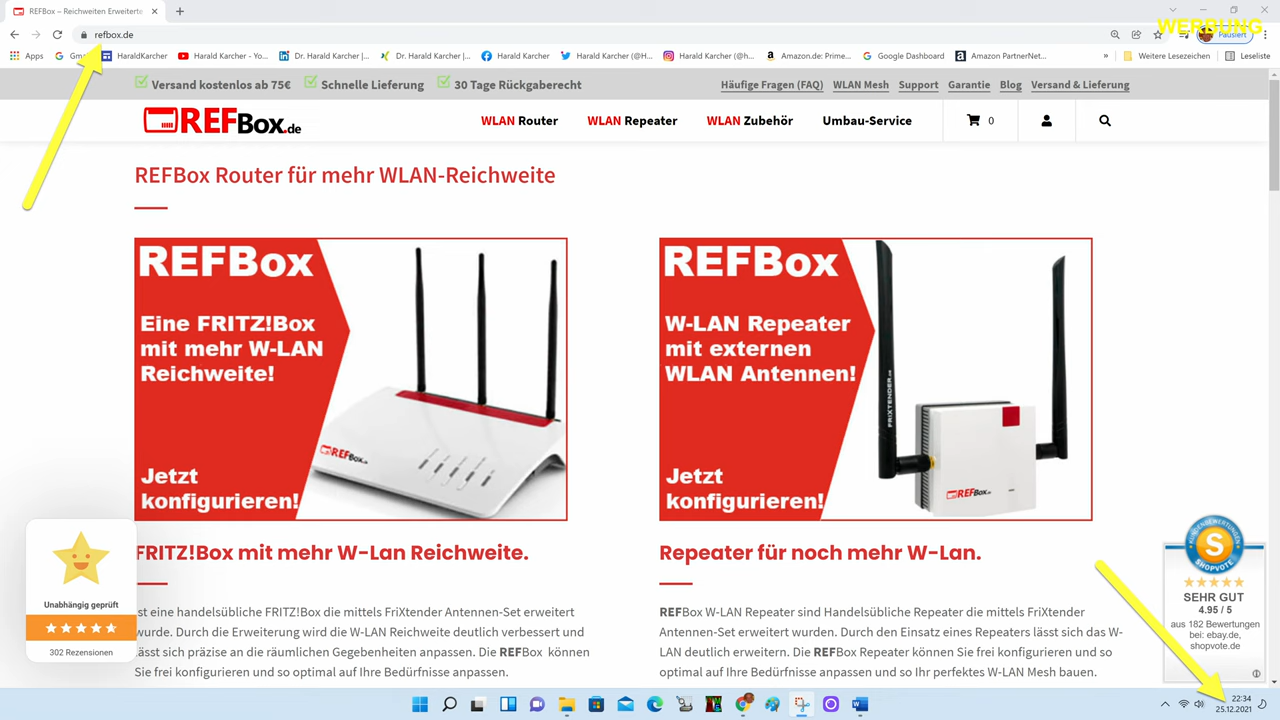 REFBox – Reichweiten Erweiterte
WERBUNG
refbox.de
Pausiert
Apps
Gm
HaraldKarcher
Harald Karcher - Yo...
Dr. Harald Karcher |...
Dr. Harald Karcher |...
Harald Karcher
Harald Karcher (@H...
Harald Karcher (@h...
Amazon.de: Prime...
Google Dashboard
Amazon PartnerNet...
»
Weitere Lesezeichen
Leseliste
Versand kostenlos ab 75€
Schnelle Lieferung
30 Tage Rückgaberecht
Häufige Fragen (FAQ)
WLAN Mesh
Support
Garantie
Blog
Versand & Lieferung
REFBox.de
WLAN Router
WLAN Repeater
WLAN Zubehör
Umbau-Service
0
REFBox Router für mehr WLAN-Reichweite
REFBox
Eine FRITZ!Box
mit mehr W-LAN
Reichweite!
Jetzt
konfigurieren!
REFBox.de
REFBox
W-LAN Repeater
mit externen
WLAN Antennen!
Jetzt
konfigurieren!
FRIXTENDER.DE
REFBox.de
FRITZ!Box mit mehr W-Lan Reichweite.
ist eine handelsübliche FRITZ!Box die mittels FriXtender Antennen-Set erweitert
wurde. Durch die Erweiterung wird die W-LAN Reichweite deutlich verbessert und
lässt sich präzise an die räumlichen Gegebenheiten anpassen. Die REFBox können
Sie frei konfigurieren und so optimal auf Ihre Bedürfnisse anpassen.
Repeater für noch mehr W-Lan.
REFBox W-LAN Repeater sind Handelsübliche Repeater die mittels FriXtender
Antennen-Set erweitert wurden. Durch den Einsatz eines Repeaters lässt sich das W-
LAN deutlich erweitern. Die REFBox Repeater können Sie frei konfigurieren und so
optimal auf Ihre Bedürfnisse anpassen und so Ihr perfektes W-LAN Mesh bauen.
Unabhängig geprüft
302 Rezensionen
KUNDENBEWERTUNGEN
S
SHOPVOTE
SEHR GUT
4.95 / 5
aus 182 Bewertungen
bei: ebay.de,
shopvote.de
22:34
25.12.2021